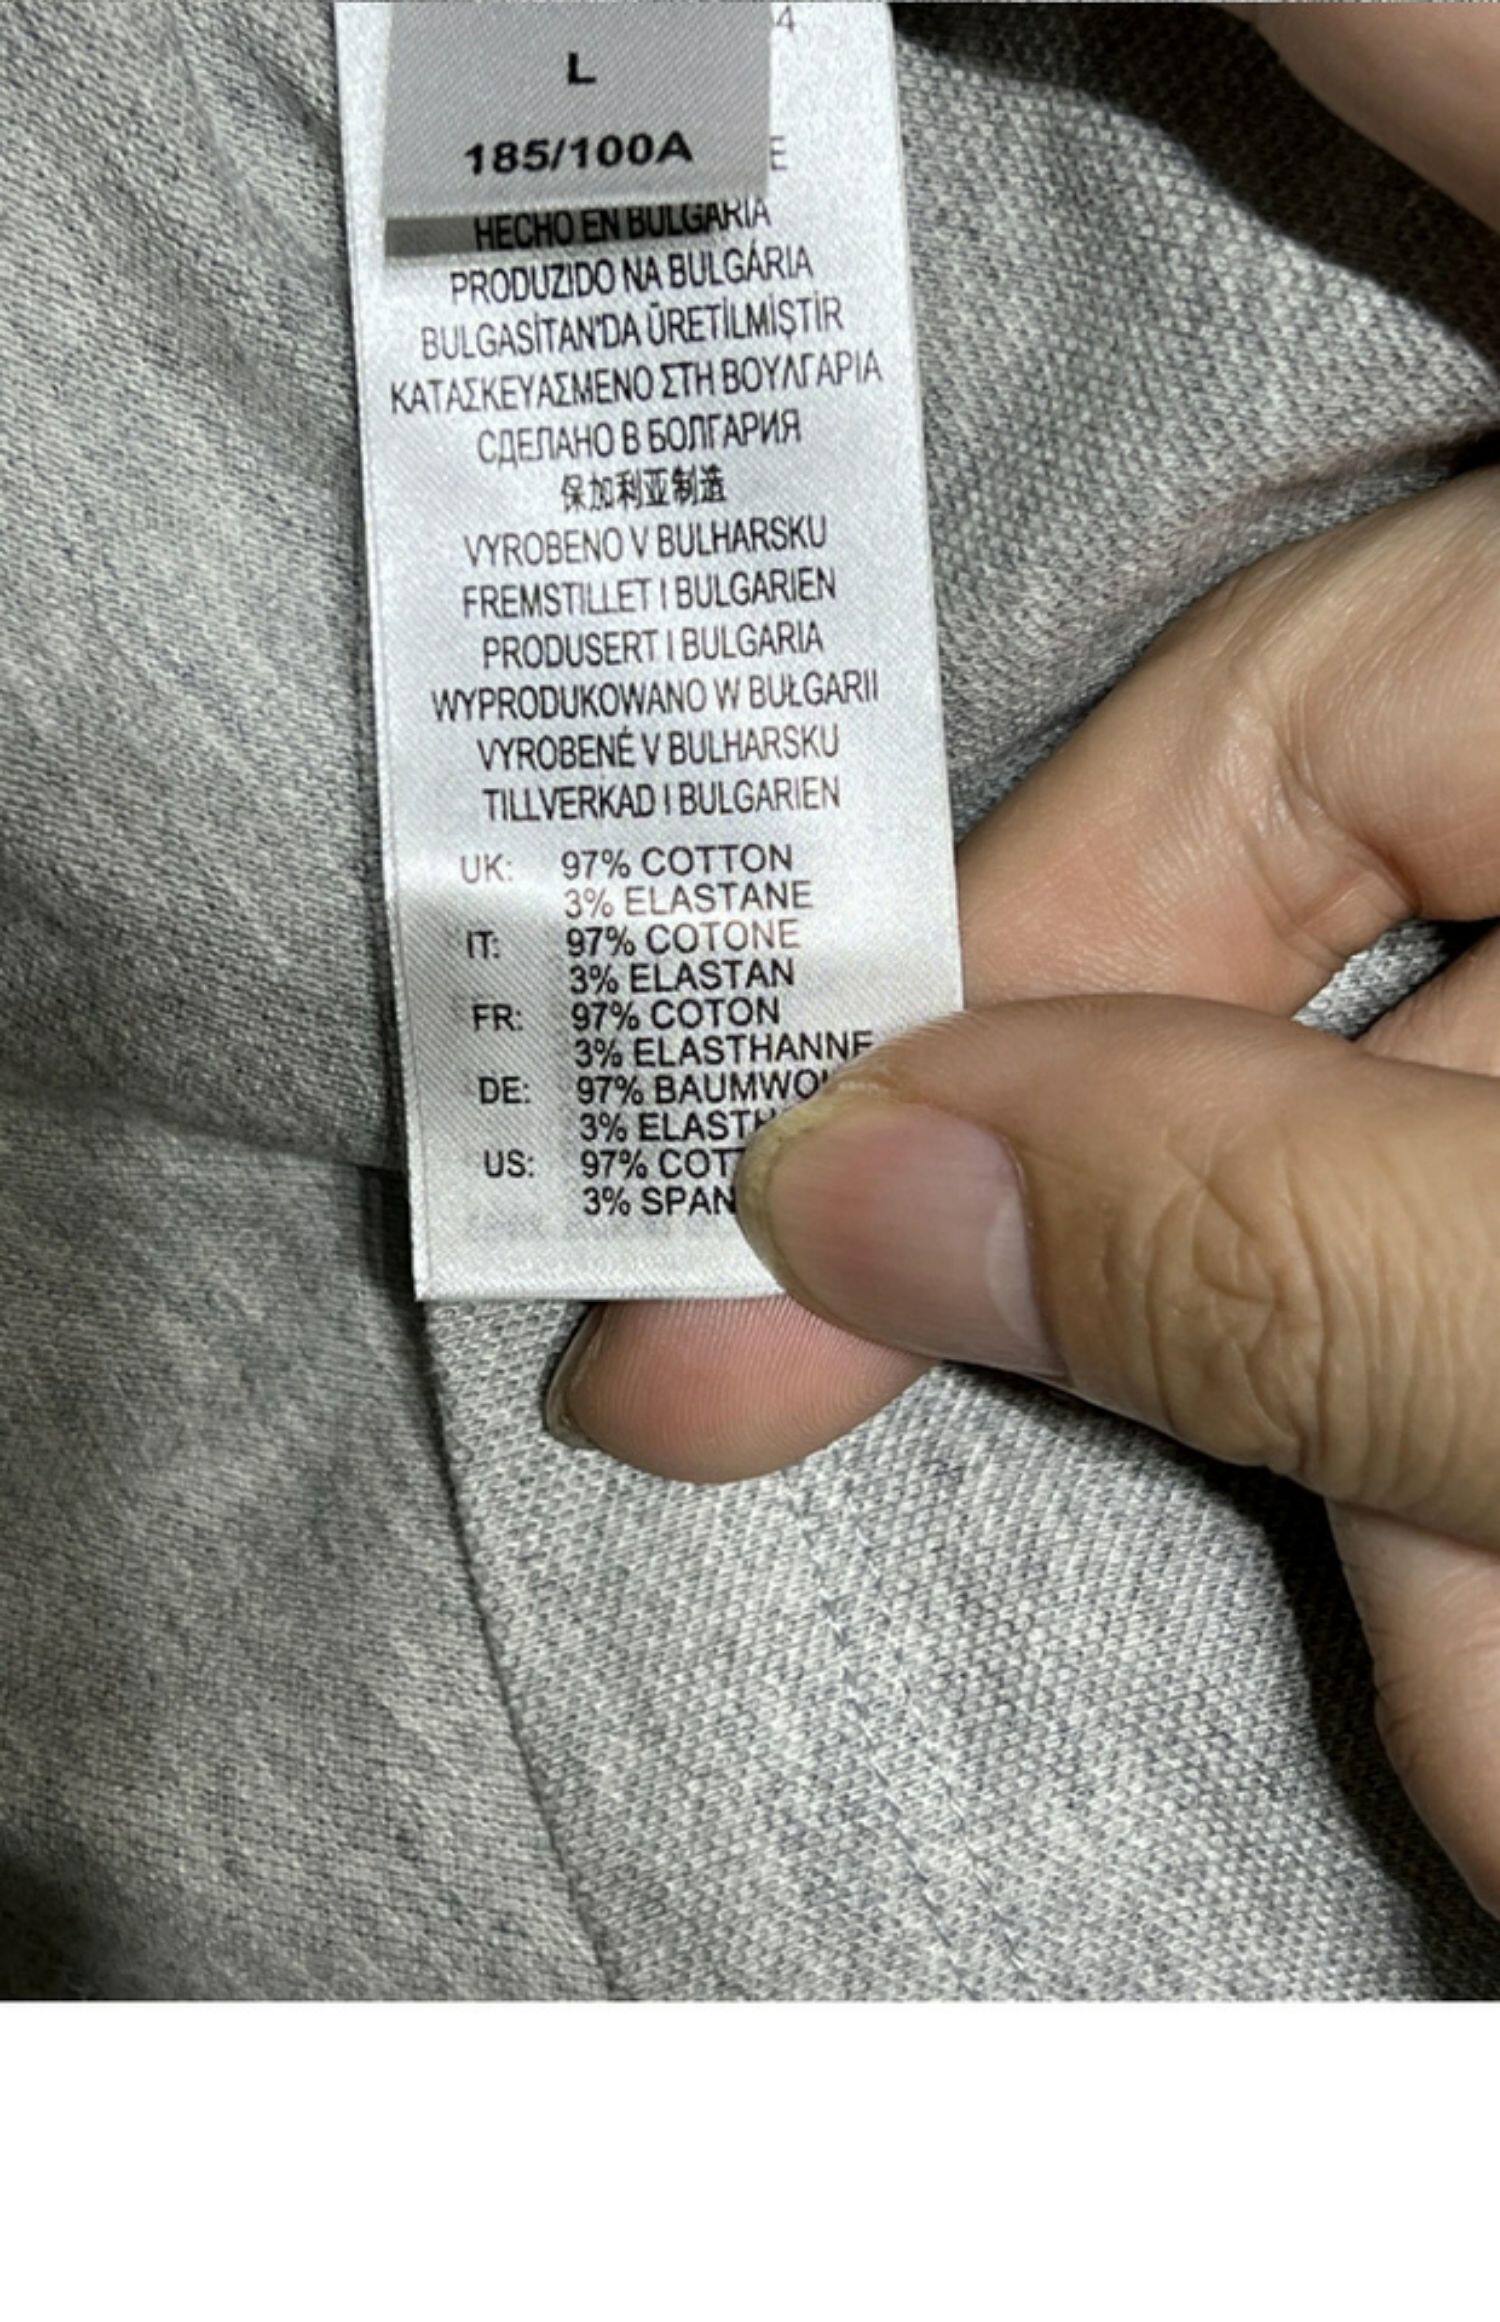 4
L
185/100A
E
HECHO EN BULGARIA
PRODUZIDO NA BULGÁRIA
BULGASİTAN'DA ÜRETİLMİŞTİR
ΚΑΤΑΣΚΕΥΑΣΜΕΝΟ ΣΤΗ ΒΟΥΛΓΑΡΙΑ
СДЕЛАНО В БОЛГАРИЯ
保加利亚制造
VYROBENO V BULHARSKU
FREMSTILLET I BULGARIEN
PRODUSERT I BULGARIA
WYPRODUKOWANO W BUŁGARII
VYROBENÉ V BULHARSKU
TILLVERKAD I BULGARIEN
UK: 97% COTTON
3% ELASTANE
IT: 97% COTONE
3% ELASTAN
FR: 97% COTON
3% ELASTHANNE
DE: 97% BAUMWO
3% ELASTH
US: 97% COT
3% SPAN